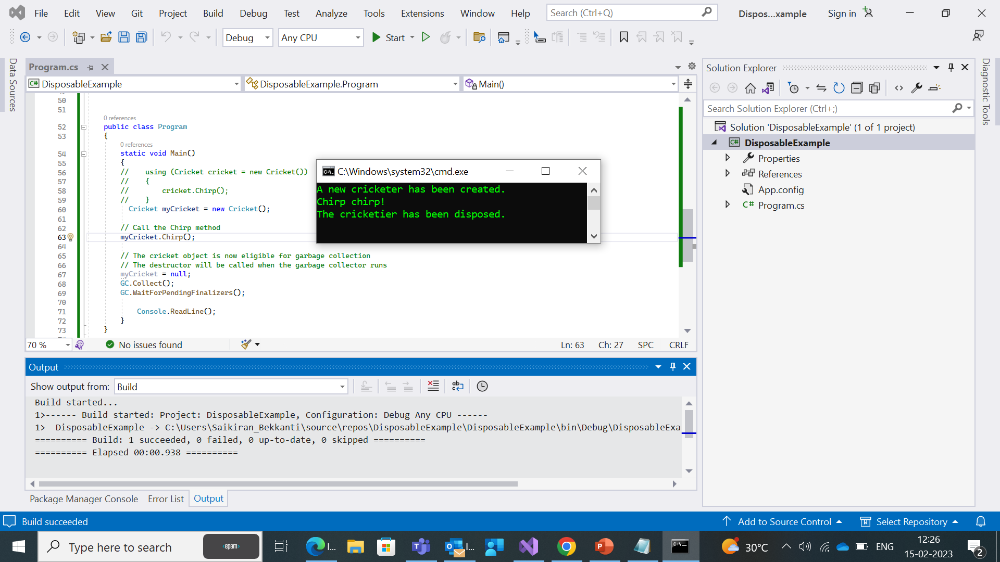 File Edit View Git Project Build Debug Test Analyze Tools Extensions Window Help Search (Ctrl+Q) Dispos...xample Sign in
Debug Any CPU Start
Data Sources
Program.cs
DisposableExample DisposableExample.Program Main()
50
51
0 references
52 public class Program
53 {
0 references
54 static void Main()
55 {
56 // using (Cricket cricket = new Cricket())
57 // {
58 // cricket.Chirp();
59 // }
60 Cricket myCricket = new Cricket();
61
62 // Call the Chirp method
63 myCricket.Chirp();
64
65 // The cricket object is now eligible for garbage collection
66 // The destructor will be called when the garbage collector runs
67 myCricket = null;
68 GC.Collect();
69 GC.WaitForPendingFinalizers();
70
71 Console.ReadLine();
72 }
73 }
C:\Windows\system32\cmd.exe
A new cricketer has been created.
Chirp chirp!
The cricketier has been disposed.
70 % No issues found Ln: 63 Ch: 27 SPC CRLF
Output
Show output from: Build
Build started...
1>------ Build started: Project: DisposableExample, Configuration: Debug Any CPU ------
1> DisposableExample -> C:\Users\Saikiran_Bekkanti\source\repos\DisposableExample\DisposableExample\bin\Debug\DisposableExa
========== Build: 1 succeeded, 0 failed, 0 up-to-date, 0 skipped ==========
========== Elapsed 00:00.938 ==========
Package Manager Console Error List Output
Solution Explorer
Search Solution Explorer (Ctrl+;)
Solution 'DisposableExample' (1 of 1 project)
C# DisposableExample
Properties
References
App.config
C# Program.cs
Diagnostic Tools
Build succeeded Add to Source Control Select Repository
Type here to search <epam> I... I... 30°C ENG 12:26
15-02-2023 2